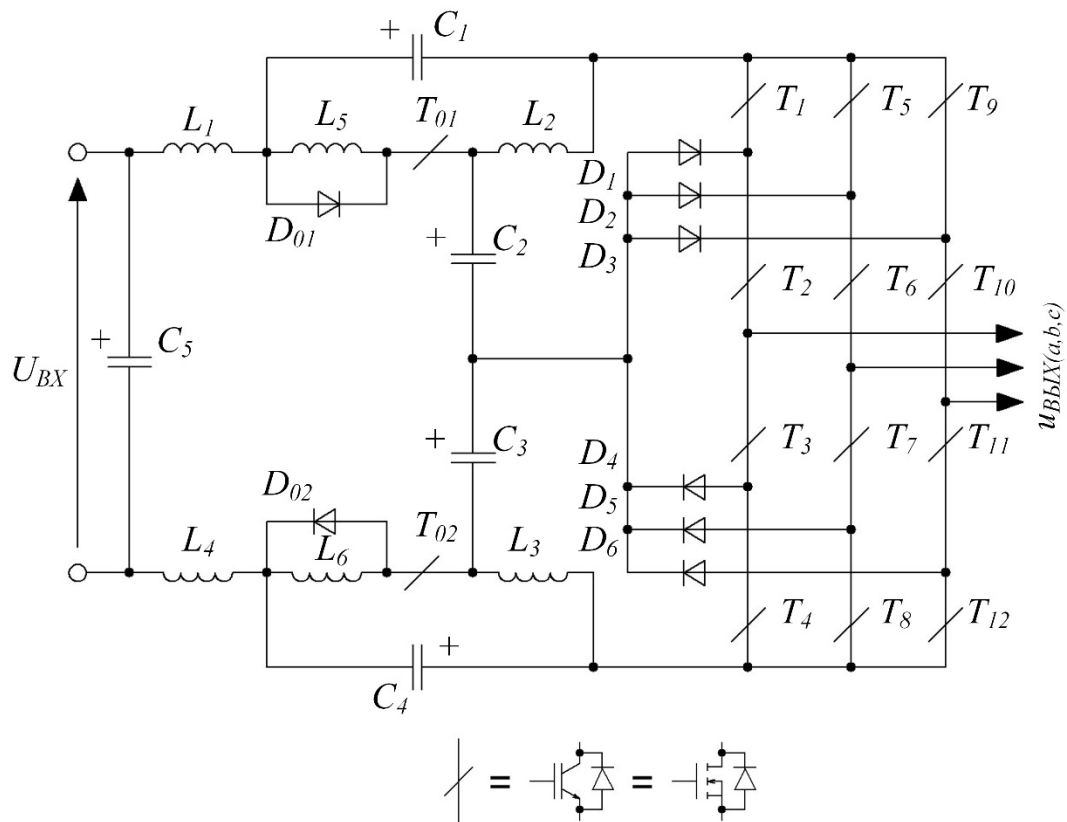 + C1
L1 L5 T01 L2 T1 T5 T9
D01
D1
D2
D3
+ C2
T2 T6 T10
UВХ
+ C5
uВЫХ(a,b,c)
+ C3
D4
D5
D6
T3 T7 T11
D02
L4 L6 T02 L3
T4 T8 T12
+
C4
= =